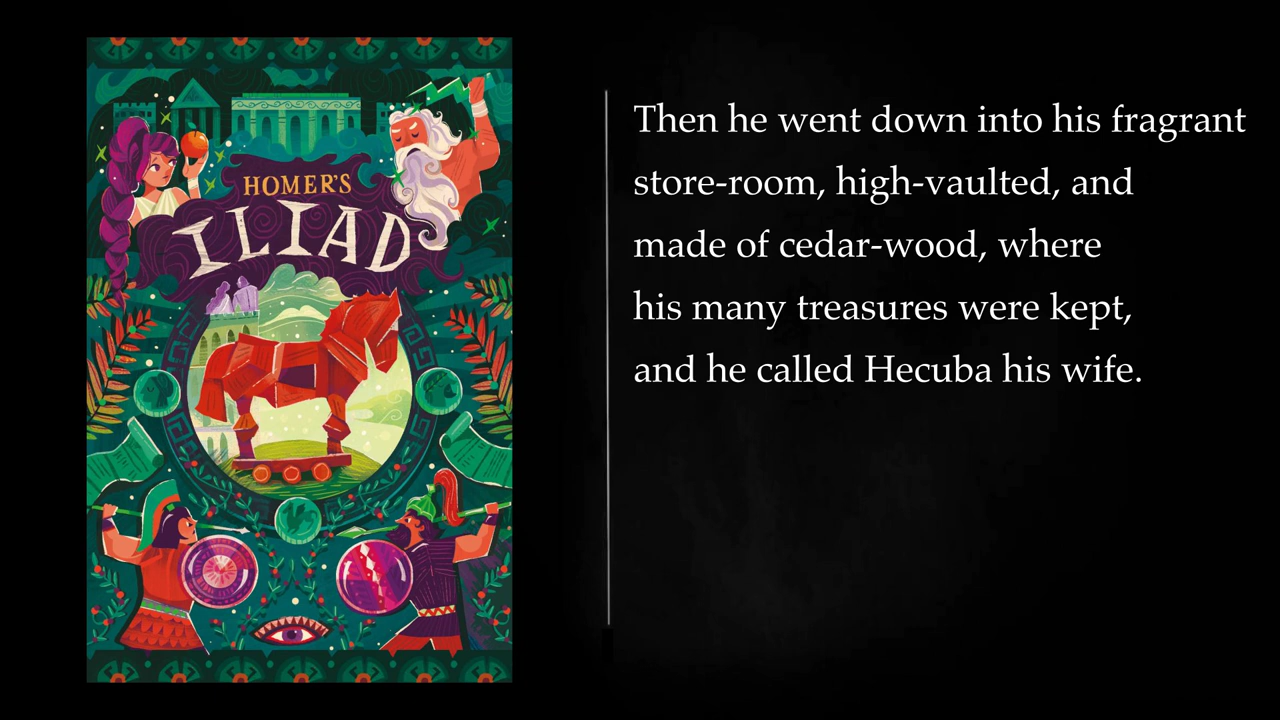 HOMER'S
ILIAD
Then he went down into his fragrant
store-room, high-vaulted, and
made of cedar-wood, where
his many treasures were kept,
and he called Hecuba his wife.